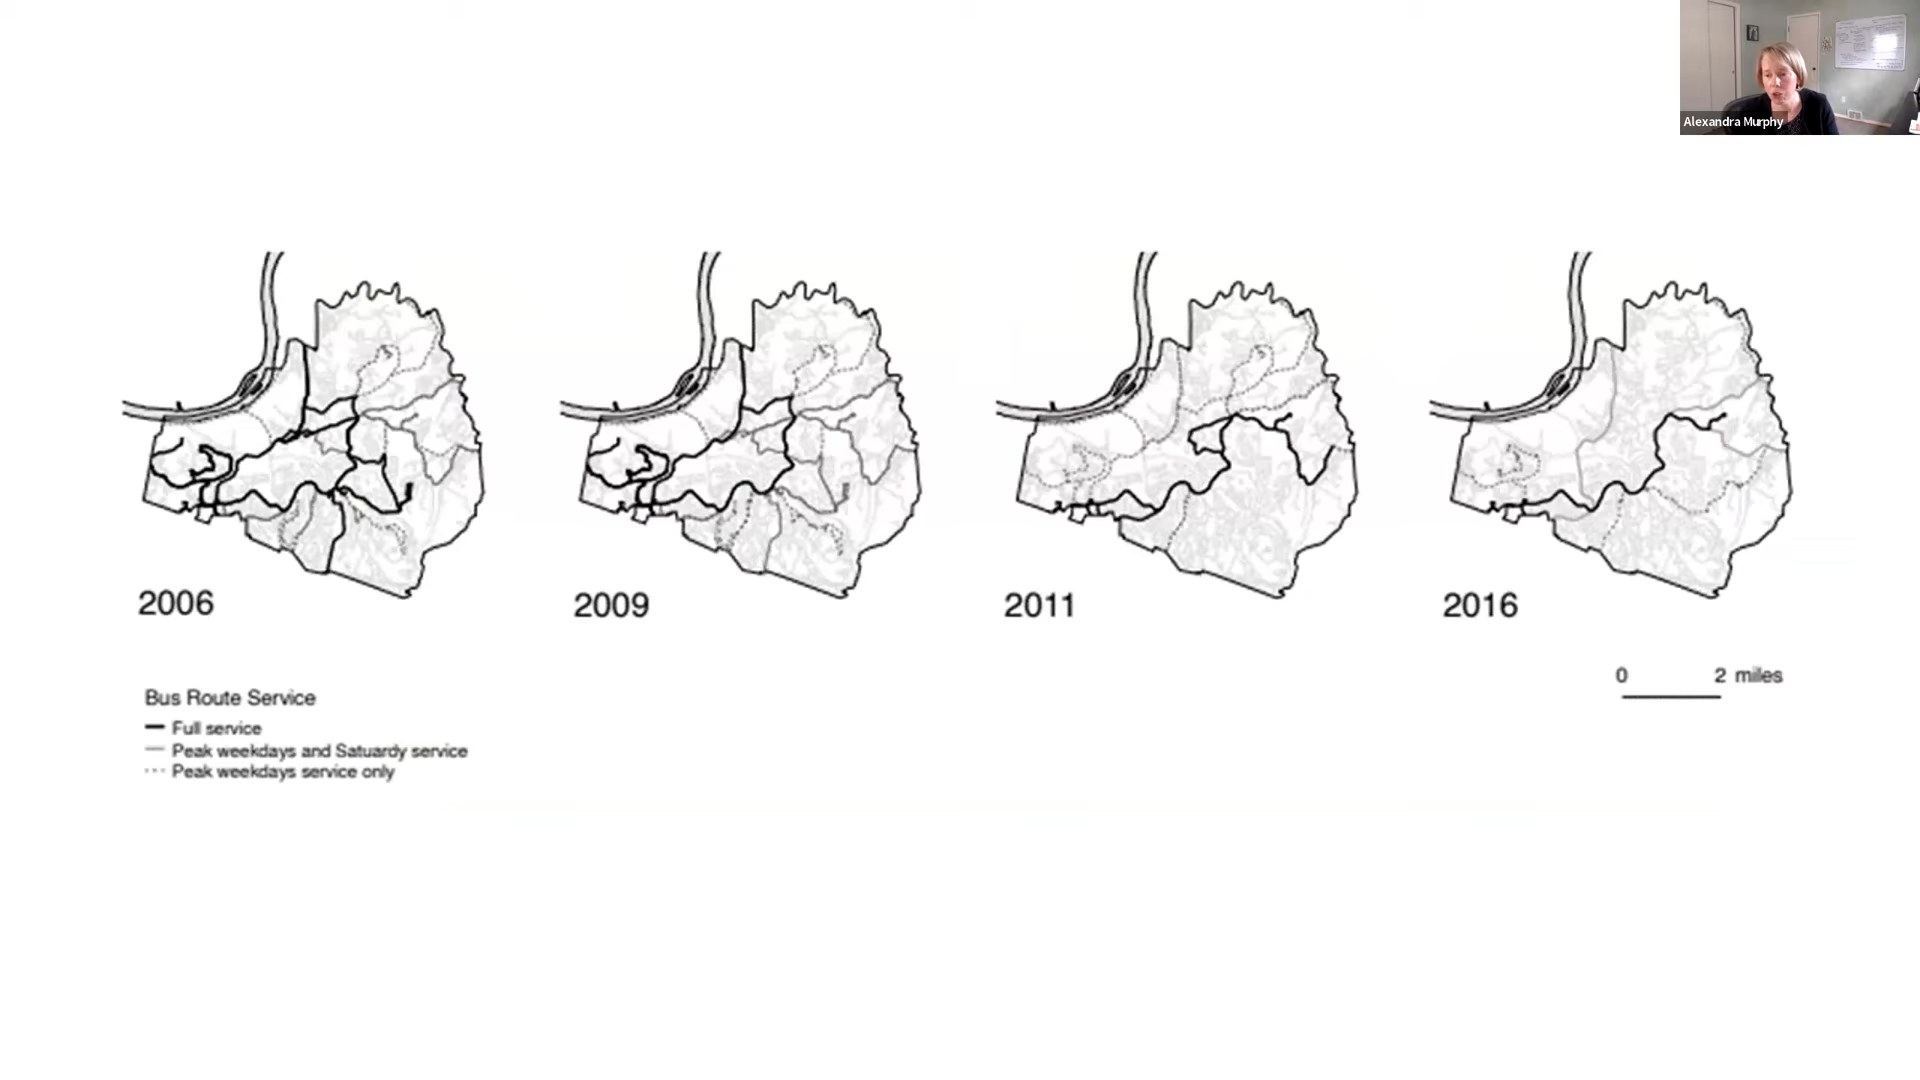 Alexandra Murphy
2006
2009
2011
2016
0 2 miles
Bus Route Service
Full service
Peak weekdays and Satuardy service
Peak weekdays service only